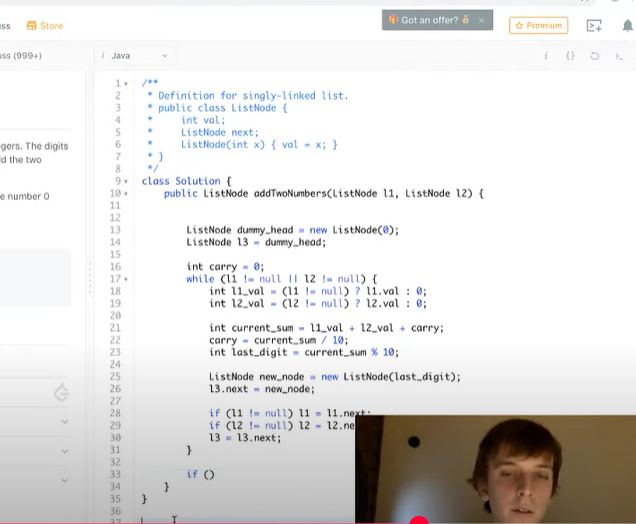 ss
Store
Got an offer?
×
Premium
ss (999+)
i Java
i {}
gers. The digits
d the two
e number 0
1 /**
2 * Definition for singly-linked list.
3 * public class ListNode {
4 * int val;
5 * ListNode next;
6 * ListNode(int x) { val = x; }
7 * }
8 */
9 class Solution {
10 public ListNode addTwoNumbers(ListNode l1, ListNode l2) {
11
12
13 ListNode dummy_head = new ListNode(0);
14 ListNode l3 = dummy_head;
15
16 int carry = 0;
17 while (l1 != null || l2 != null) {
18 int l1_val = (l1 != null) ? l1.val : 0;
19 int l2_val = (l2 != null) ? l2.val : 0;
20
21 int current_sum = l1_val + l2_val + carry;
22 carry = current_sum / 10;
23 int last_digit = current_sum % 10;
24
25 ListNode new_node = new ListNode(last_digit);
26 l3.next = new_node;
27
28 if (l1 != null) l1 = l1.next;
29 if (l2 != null) l2 = l2.ne
30 l3 = l3.next;
31 }
32
33 if ()
34 }
35 }
36
37